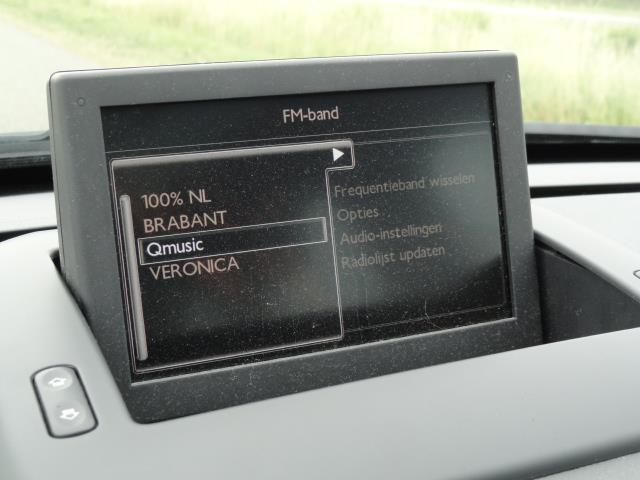 FM-band
100% NL
BRABANT
Qmusic
VERONICA
Frequentieband wisselen
Opties
Audio-instellingen
Radiolijst updaten